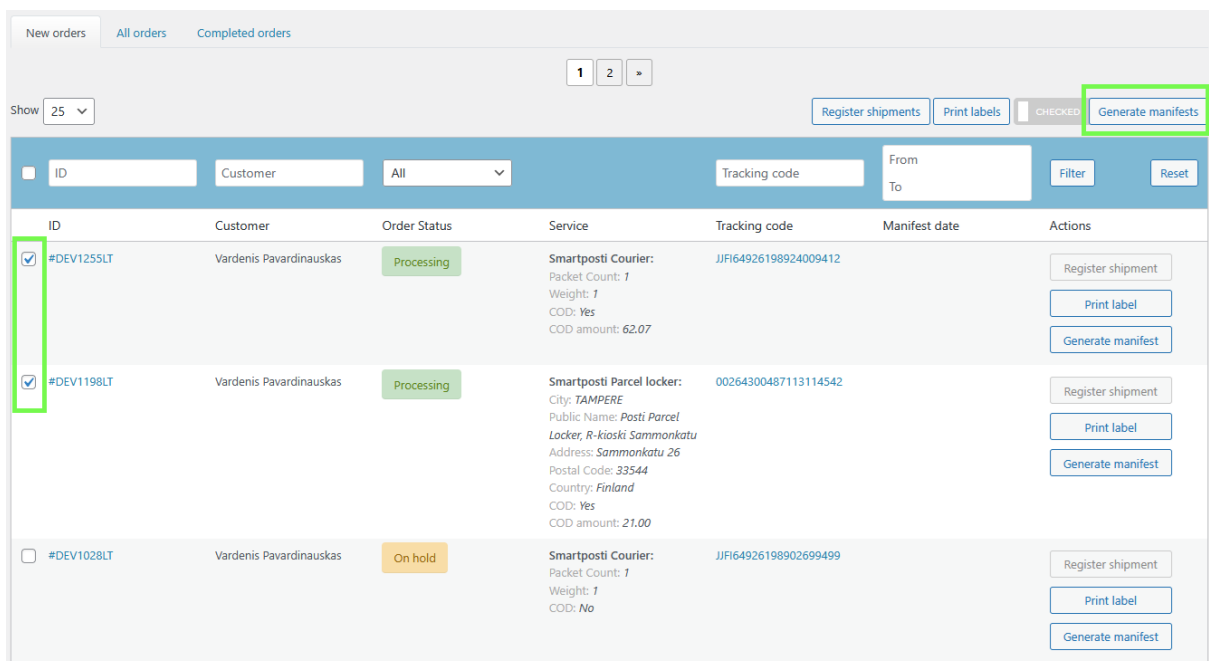 New orders All orders Completed orders
1 2 »
Show 25 Register shipments Print labels CHECKED Generate manifests
ID Customer All Tracking code From Filter Reset
To
ID Customer Order Status Service Tracking code Manifest date Actions
#DEV1255LT Vardenis Pavardinauskas Processing Smartposti Courier: JJFI64926198924009412 Register shipment
Packet Count: 1
Weight: 1 Print label
COD: Yes
COD amount: 62.07 Generate manifest
#DEV1198LT Vardenis Pavardinauskas Processing Smartposti Parcel locker: 00264300487113114542 Register shipment
City: TAMPERE
Public Name: Posti Parcel Print label
Locker, R-kioski Sammonkatu
Address: Sammonkatu 26 Generate manifest
Postal Code: 33544
Country: Finland
COD: Yes
COD amount: 21.00
#DEV1028LT Vardenis Pavardinauskas On hold Smartposti Courier: JJFI64926198902699499 Register shipment
Packet Count: 1
Weight: 1 Print label
COD: No
Generate manifest